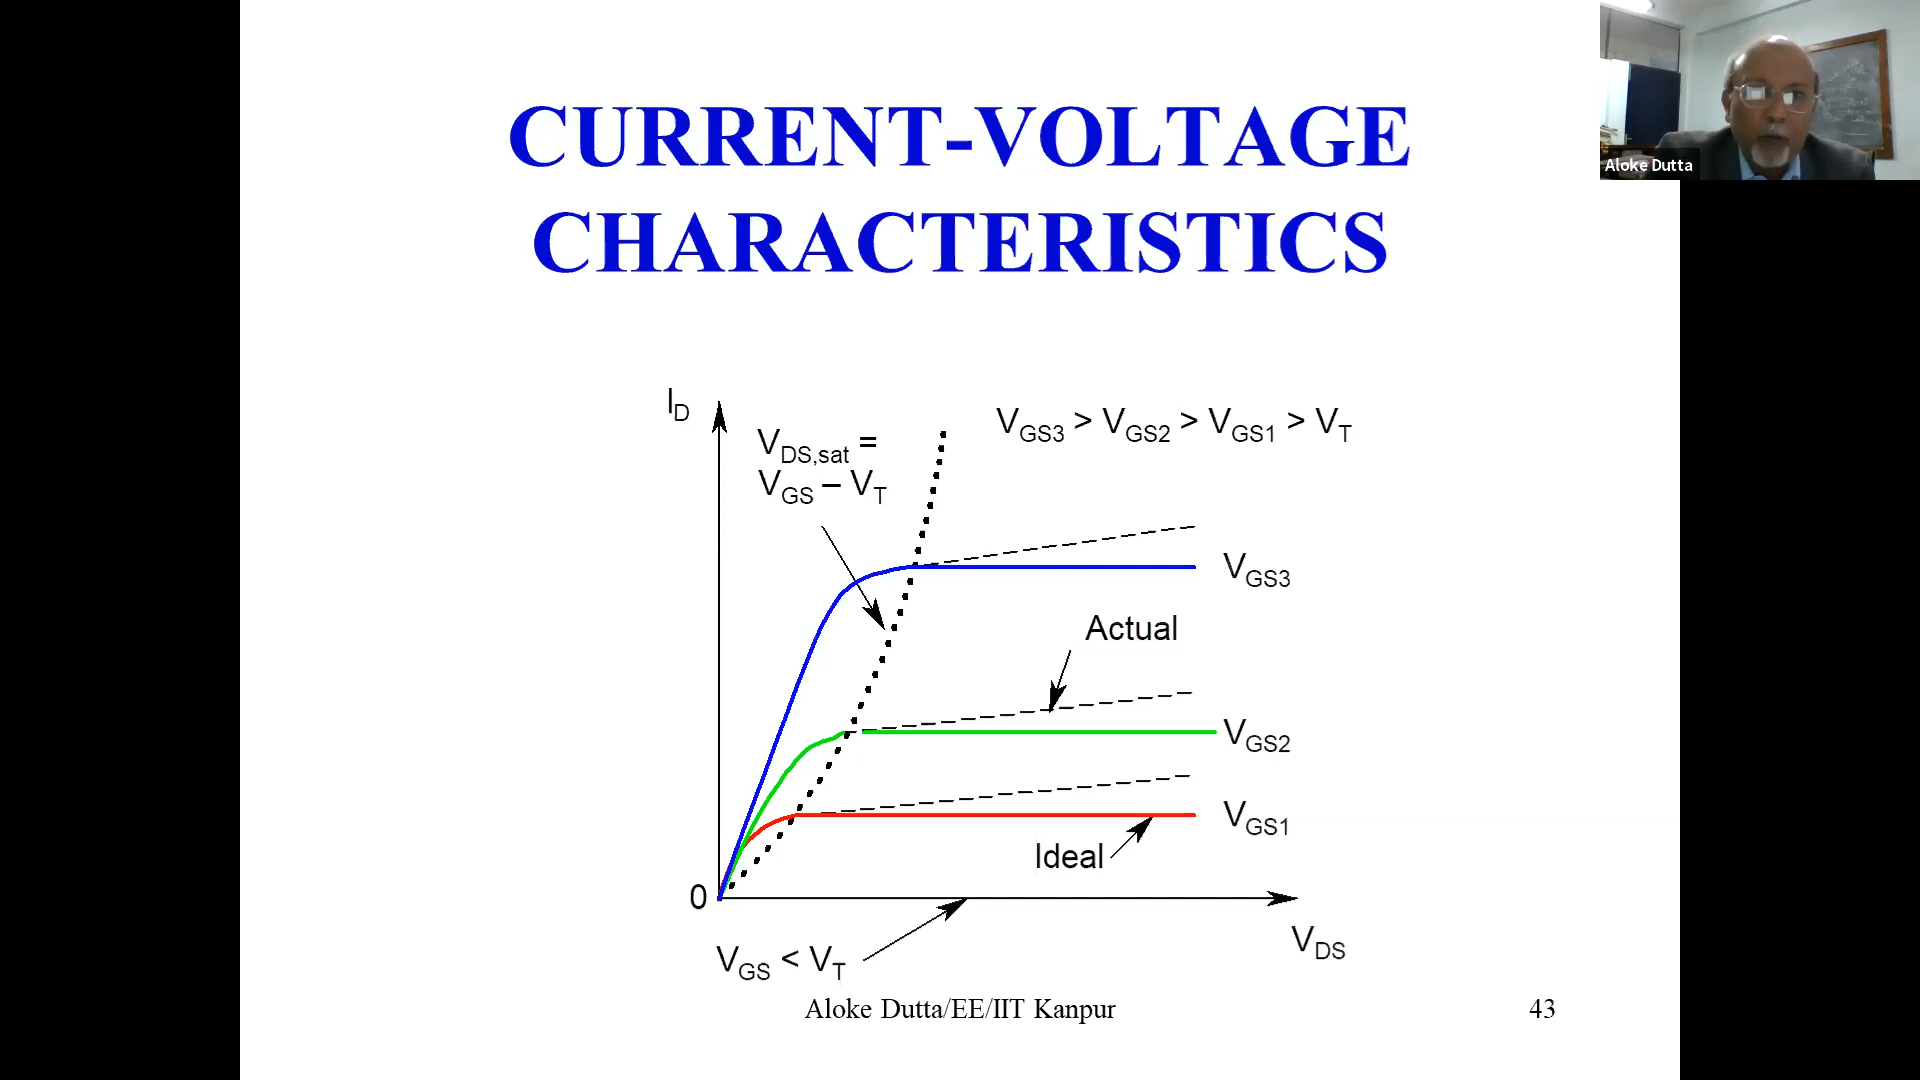 CURRENT-VOLTAGE
CHARACTERISTICS
Aloke Dutta
I_D
V_DS,sat =
V_GS – V_T
V_GS3 > V_GS2 > V_GS1 > V_T
V_GS3
Actual
V_GS2
V_GS1
Ideal
0
V_DS
V_GS < V_T
Aloke Dutta/EE/IIT Kanpur
43